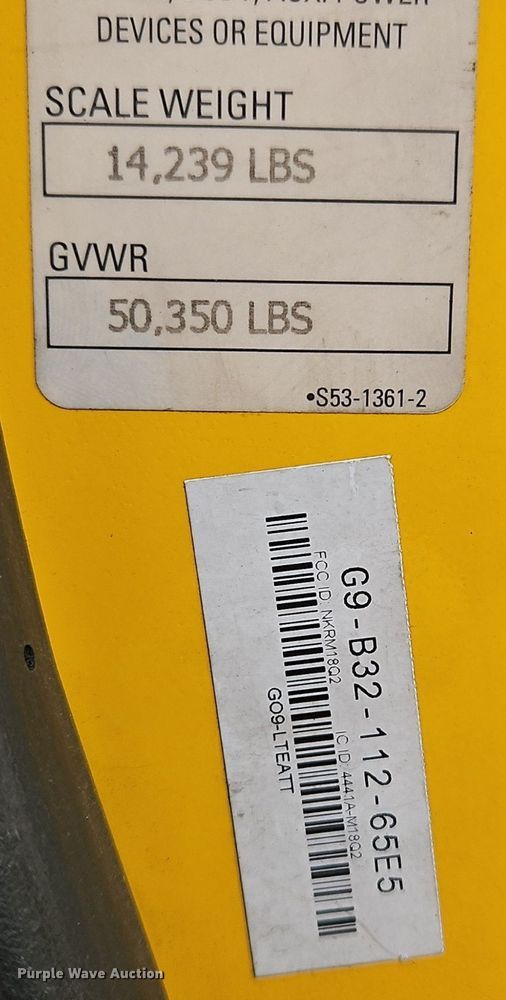 DEVICES OR EQUIPMENT
SCALE WEIGHT
14,239 LBS
GVWR
50,350 LBS
•S53-1361-2
G9-B32-112-65E5
FCC ID: NKRM18Q2 IC ID: 4441A-M18Q2
GO9-LTEATT
Purple Wave Auction